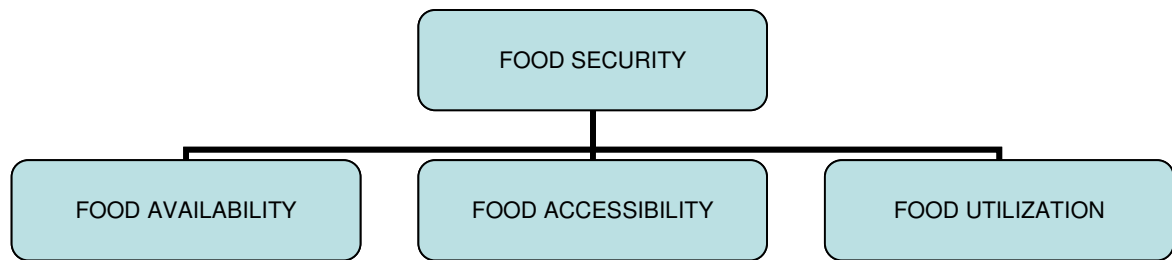 FOOD SECURITY
FOOD AVAILABILITY
FOOD ACCESSIBILITY
FOOD UTILIZATION